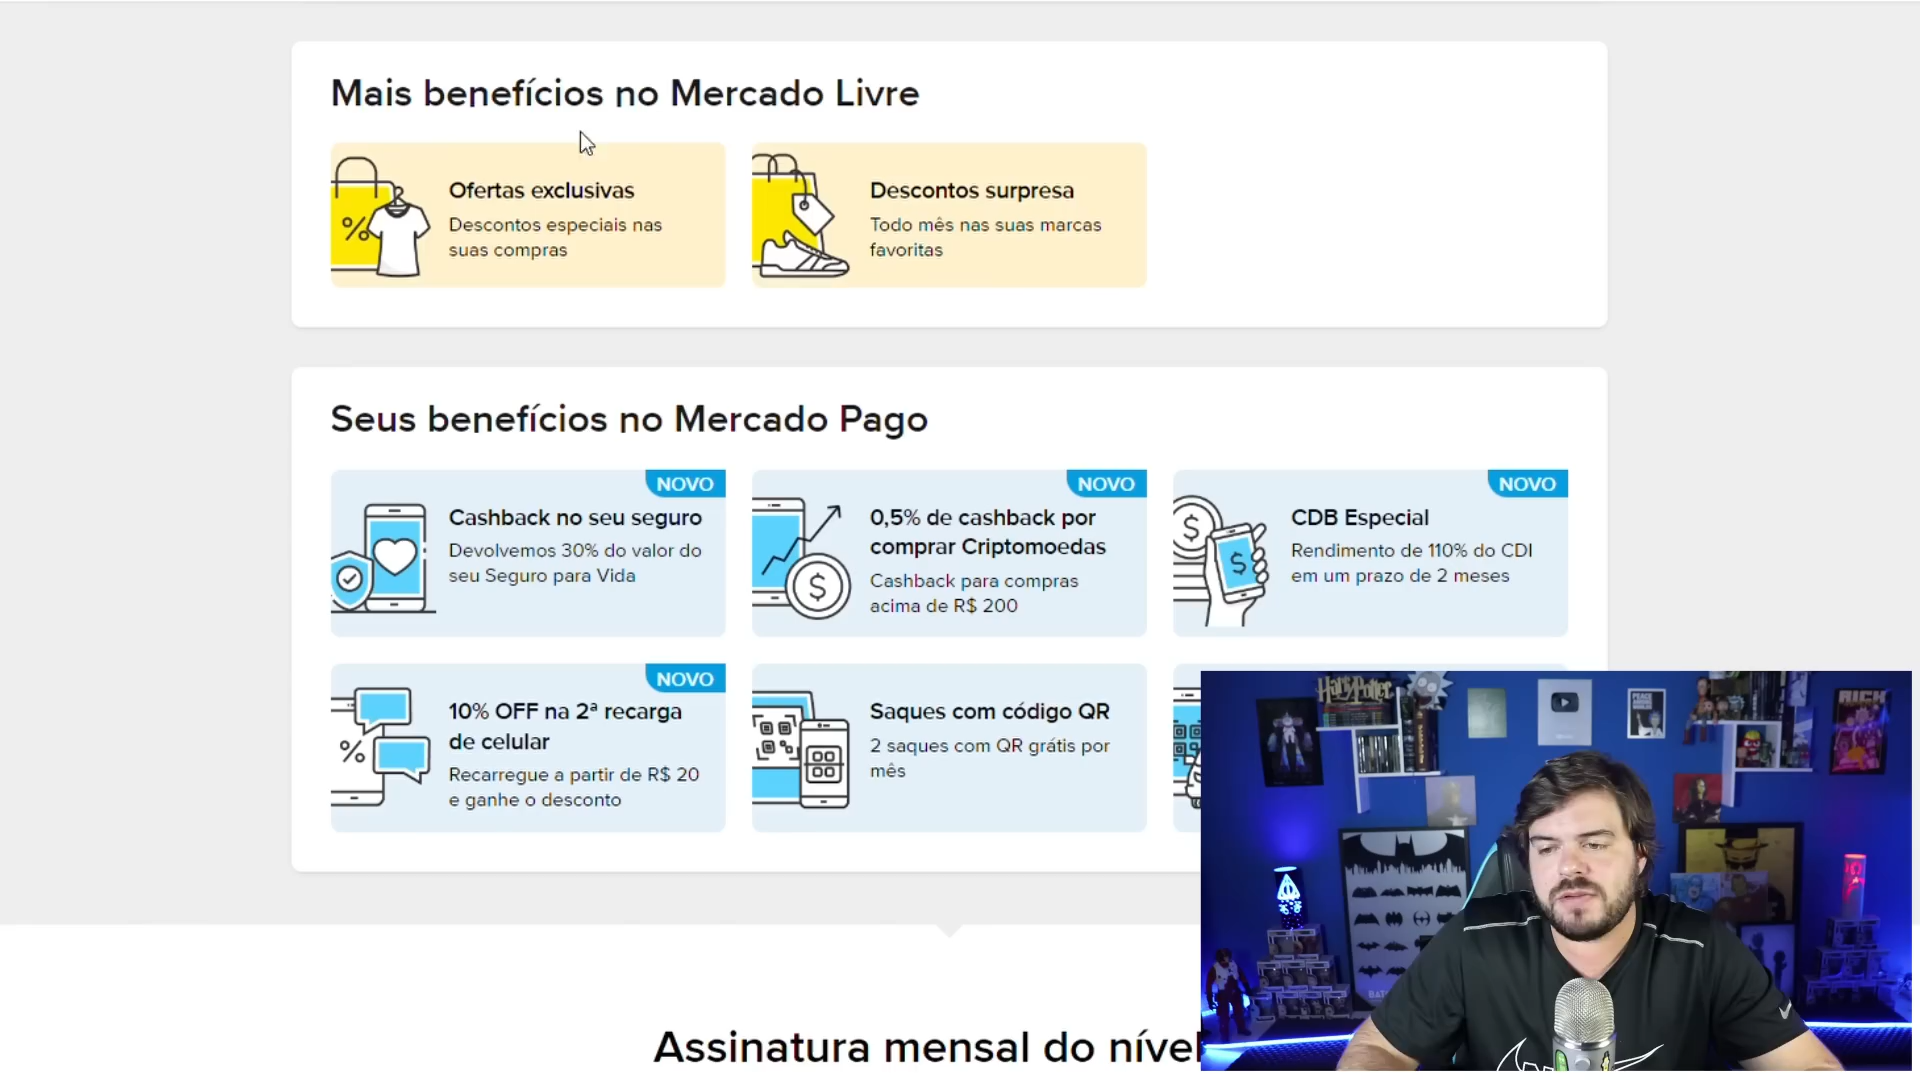 Mais benefícios no Mercado Livre
Ofertas exclusivas
Descontos especiais nas
suas compras
Descontos surpresa
Todo mês nas suas marcas
favoritas
Seus benefícios no Mercado Pago
NOVO
Cashback no seu seguro
Devolvemos 30% do valor do
seu Seguro para Vida
NOVO
0,5% de cashback por
comprar Criptomoedas
Cashback para compras
acima de R$ 200
NOVO
CDB Especial
Rendimento de 110% do CDI
em um prazo de 2 meses
NOVO
10% OFF na 2ª recarga
de celular
Recarregue a partir de R$ 20
e ganhe o desconto
Saques com código QR
2 saques com QR grátis por
mês
Harry Potter
PEACE
RICK
Assinatura mensal do nível